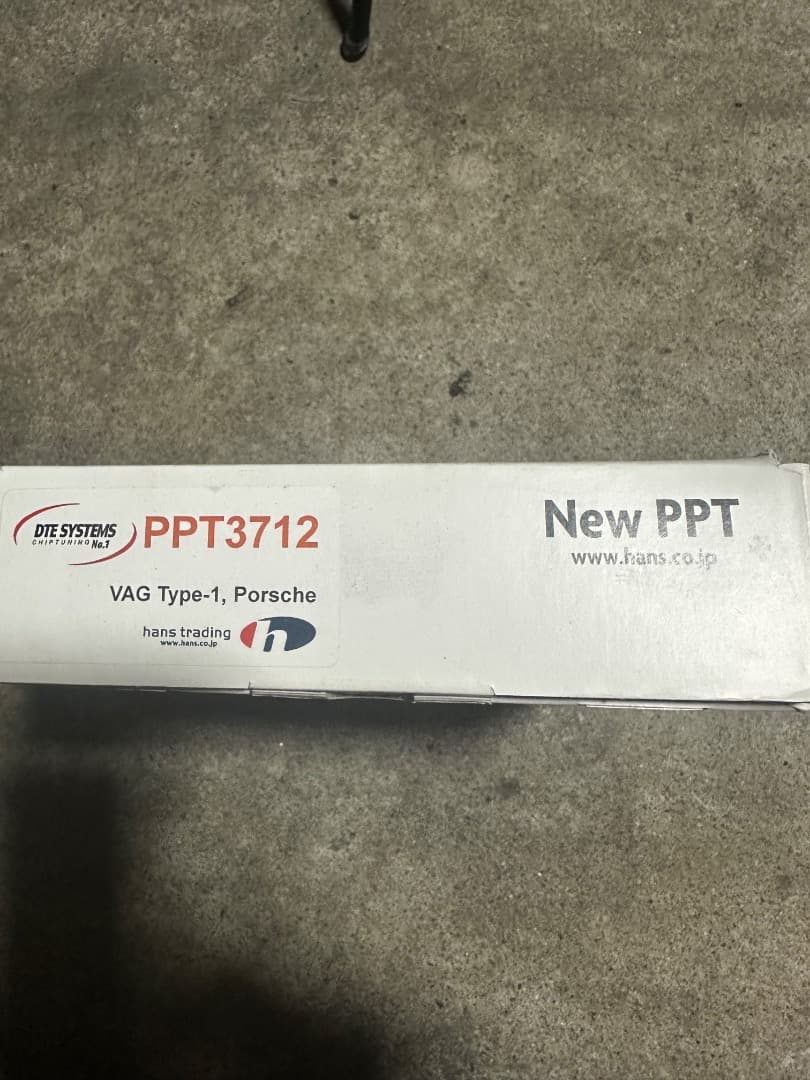 DTE SYSTEMS
CHIPTUNING No.1
PPT3712
VAG Type-1, Porsche
hans trading
www.hans.co.jp
h
New PPT
www.hans.co.jp